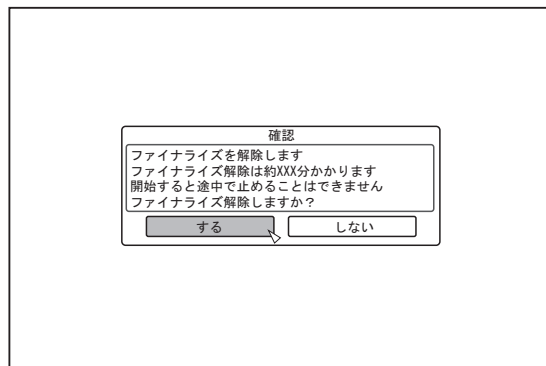 確認
ファイナライズを解除します
ファイナライズ解除は約XXX分かかります
開始すると途中で止めることはできません
ファイナライズ解除しますか？
する
しない